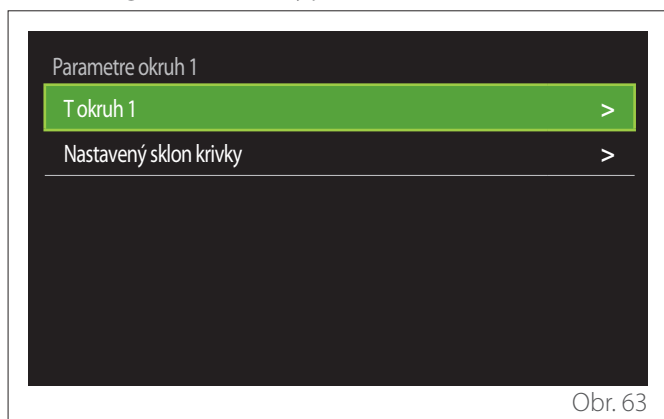 Parametre okruh 1
T okruh 1 >
Nastavený sklon krivky >
Obr. 63